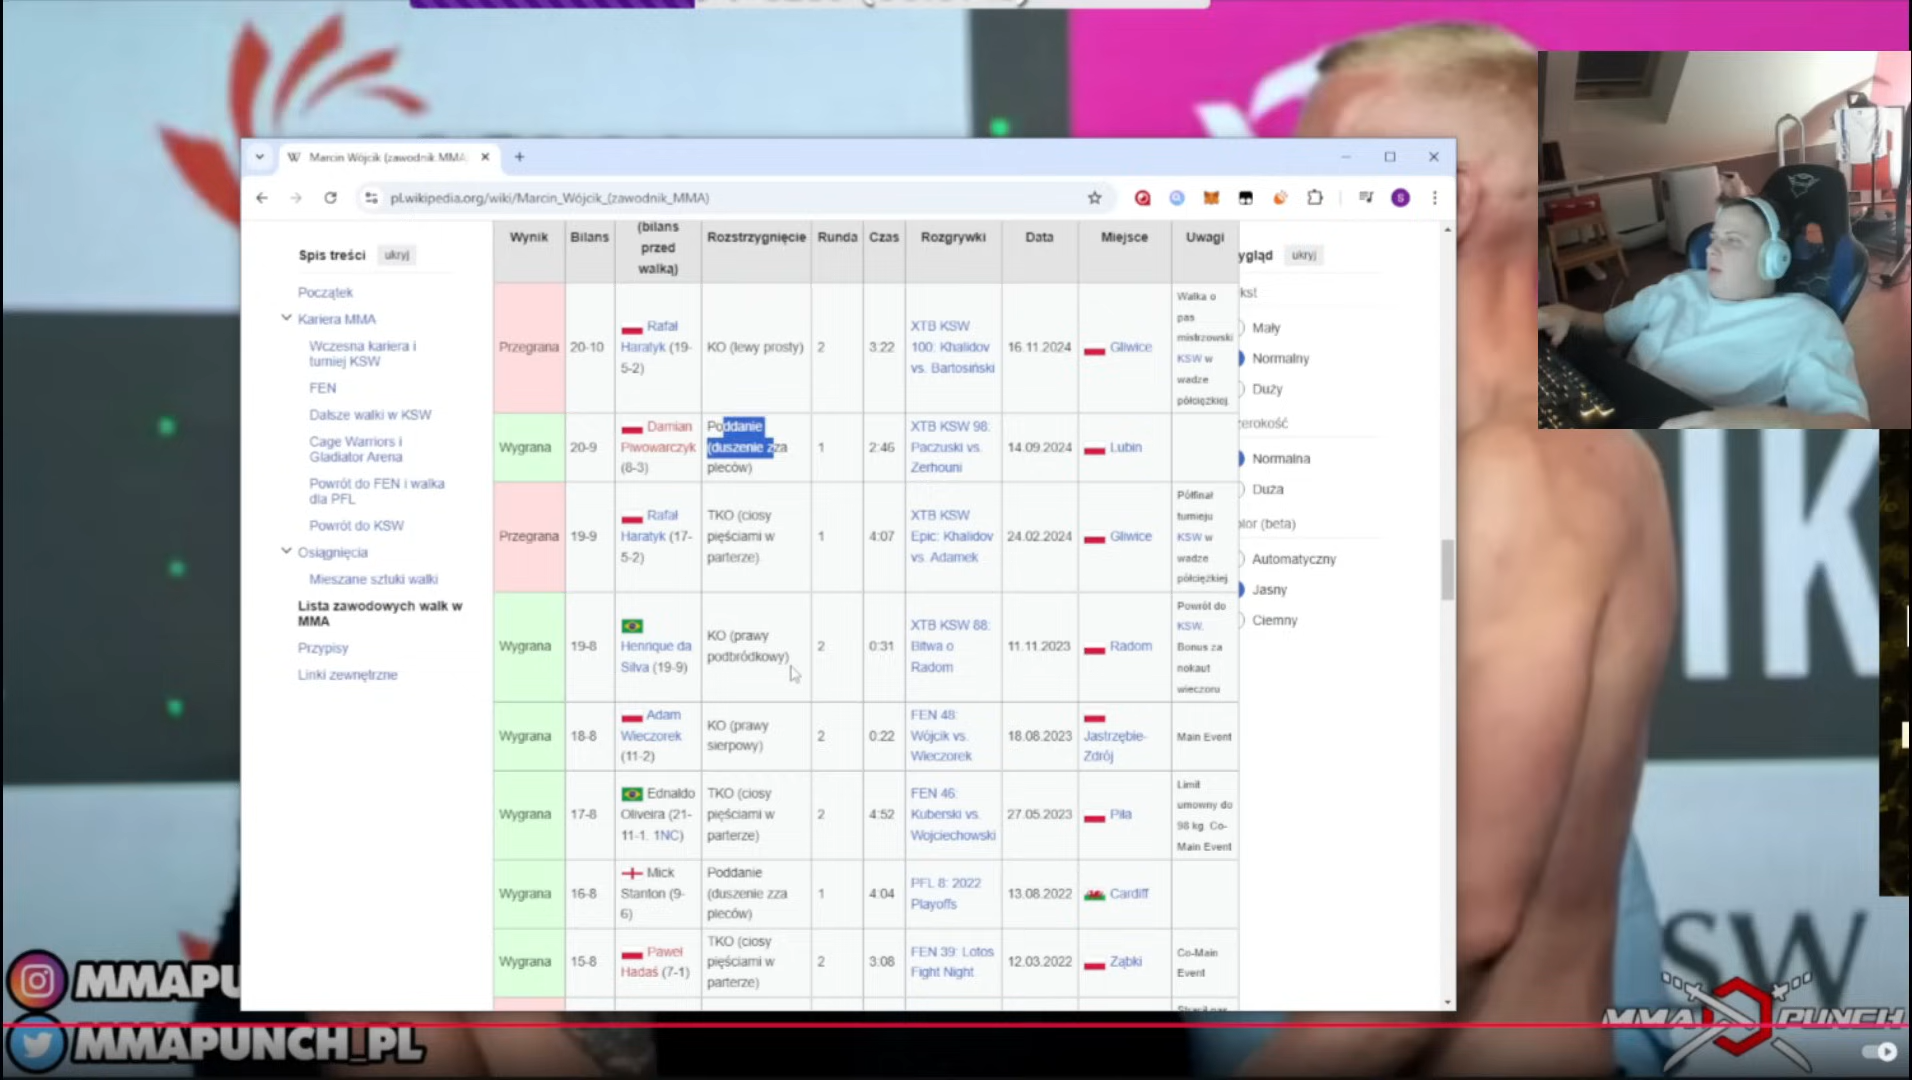 Marcin Wójcik (zawodnik MMA
pl.wikipedia.org/wiki/Marcin_Wójcik_(zawodnik_MMA)
S
Spis treści ukryj
Początek
Kariera MMA
Wczesna kariera i
turniej KSW
FEN
Dalsze walki w KSW
Cage Warriors i
Gladiator Arena
Powrót do FEN i walka
dla PFL
Powrót do KSW
Osiągnięcia
Mieszane sztuki walki
Lista zawodowych walk w
MMA
Przypisy
Linki zewnętrzne
Wynik Bilans (bilans przed walką) Rozstrzygnięcie Runda Czas Rozgrywki Data Miejsce Uwagi
Przegrana 20-10 Rafał Haratyk (19-5-2) KO (lewy prosty) 2 3:22 XTB KSW 100: Khalidov vs. Bartosiński 16.11.2024 Gliwice Walka o pas mistrzowski KSW w wadze półciężkiej.
Wygrana 20-9 Damian Piwowarczyk (8-3) Poddanie (duszenie zza pleców) 1 2:46 XTB KSW 98: Paczuski vs. Zerhouni 14.09.2024 Lubin
Przegrana 19-9 Rafał Haratyk (17-5-2) TKO (ciosy pięściami w parterze) 1 4:07 XTB KSW Epic: Khalidov vs. Adamek 24.02.2024 Gliwice Półfinał turnieju KSW w wadze półciężkiej.
Wygrana 19-8 Henrique da Silva (19-9) KO (prawy podbródkowy) 2 0:31 XTB KSW 88: Bitwa o Radom 11.11.2023 Radom Powrót do KSW. Bonus za nokaut wieczoru
Wygrana 18-8 Adam Wieczorek (11-2) KO (prawy sierpowy) 2 0:22 FEN 48: Wójcik vs. Wieczorek 18.08.2023 Jastrzębie-Zdrój Main Event
Wygrana 17-8 Ednaldo Oliveira (21-11-1, 1NC) TKO (ciosy pięściami w parterze) 2 4:52 FEN 46: Kuberski vs. Wojciechowski 27.05.2023 Piła Limit umowny do 98 kg. Co-Main Event
Wygrana 16-8 Mick Stanton (9-6) Poddanie (duszenie zza pleców) 1 4:04 PFL 8: 2022 Playoffs 13.08.2022 Cardiff
Wygrana 15-8 Paweł Hadaś (7-1) TKO (ciosy pięściami w parterze) 2 3:08 FEN 39: Lotos Fight Night 12.03.2022 Ząbki Co-Main Event
ygląd ukryj
kst
Mały
Normalny
Duży
zerokość
Normalna
Duża
olor (beta)
Automatyczny
Jasny
Ciemny
IK
SW
MMAPU
MMAPUNCH_PL
MMA PUNCH